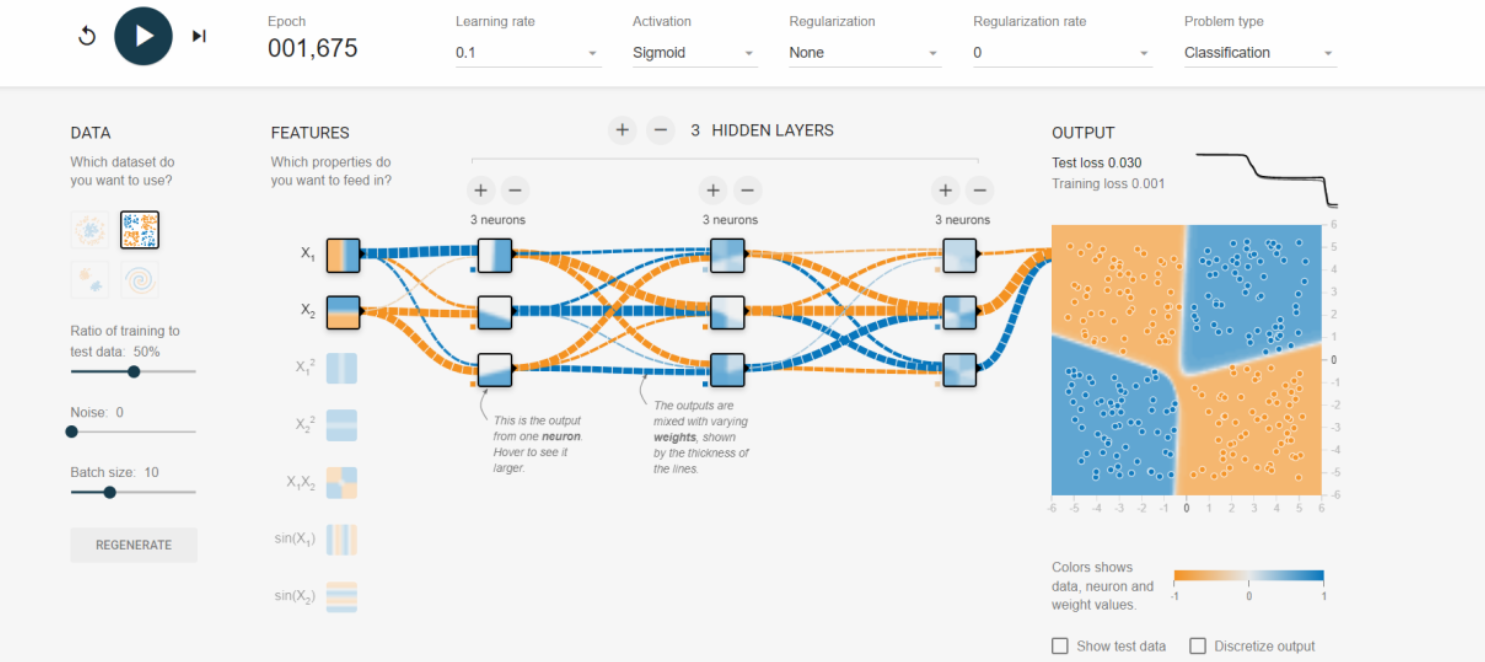 Epoch
001,675
Learning rate
0.1
Activation
Sigmoid
Regularization
None
Regularization rate
0
Problem type
Classification
DATA
Which dataset do
you want to use?
Ratio of training to
test data: 50%
Noise: 0
Batch size: 10
REGENERATE
FEATURES
Which properties do
you want to feed in?
X1
X2
X1²
X2²
X1X2
sin(X1)
sin(X2)
3 HIDDEN LAYERS
3 neurons
3 neurons
3 neurons
This is the output
from one neuron.
Hover to see it
larger.
The outputs are
mixed with varying
weights, shown
by the thickness of
the lines.
OUTPUT
Test loss 0.030
Training loss 0.001
6
5
4
3
2
1
0
-1
-2
-3
-4
-5
-6
-6 -5 -4 -3 -2 -1 0 1 2 3 4 5 6
Colors shows
data, neuron and
weight values.
-1 0 1
Show test data
Discretize output